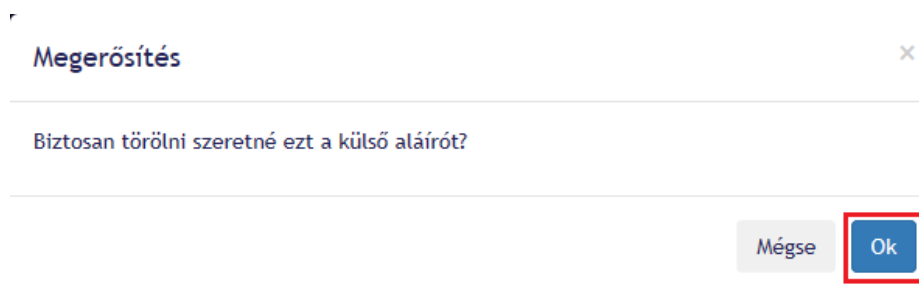 Megerősítés
×
Biztosan törölni szeretné ezt a külső aláírót?
Mégse
Ok